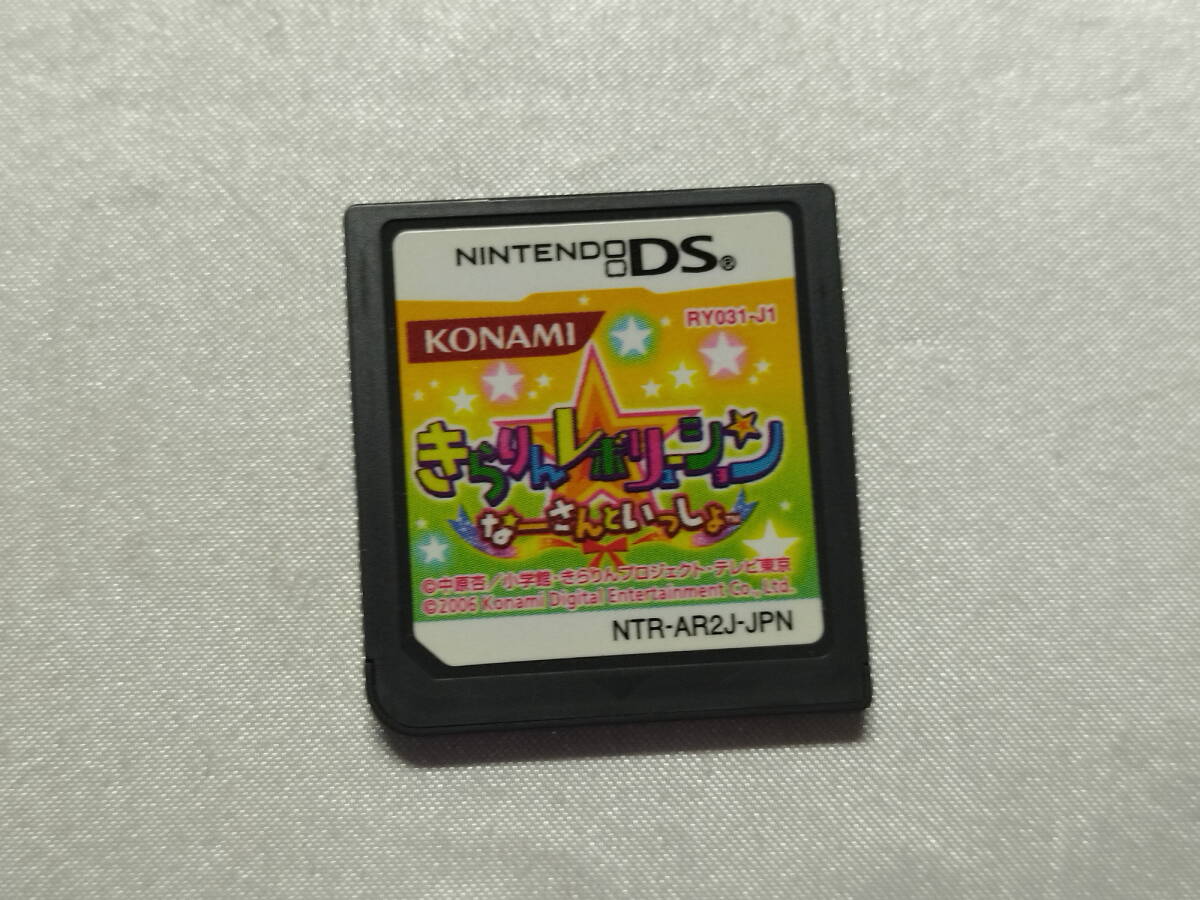 NINTENDO DS®
KONAMI
RY031-J1
きらりんレボリューション
なーさんといっしょ™
©中原杏/小学館・きらりんプロジェクト・テレビ東京
©2006 Konami Digital Entertainment Co., Ltd.
NTR-AR2J-JPN